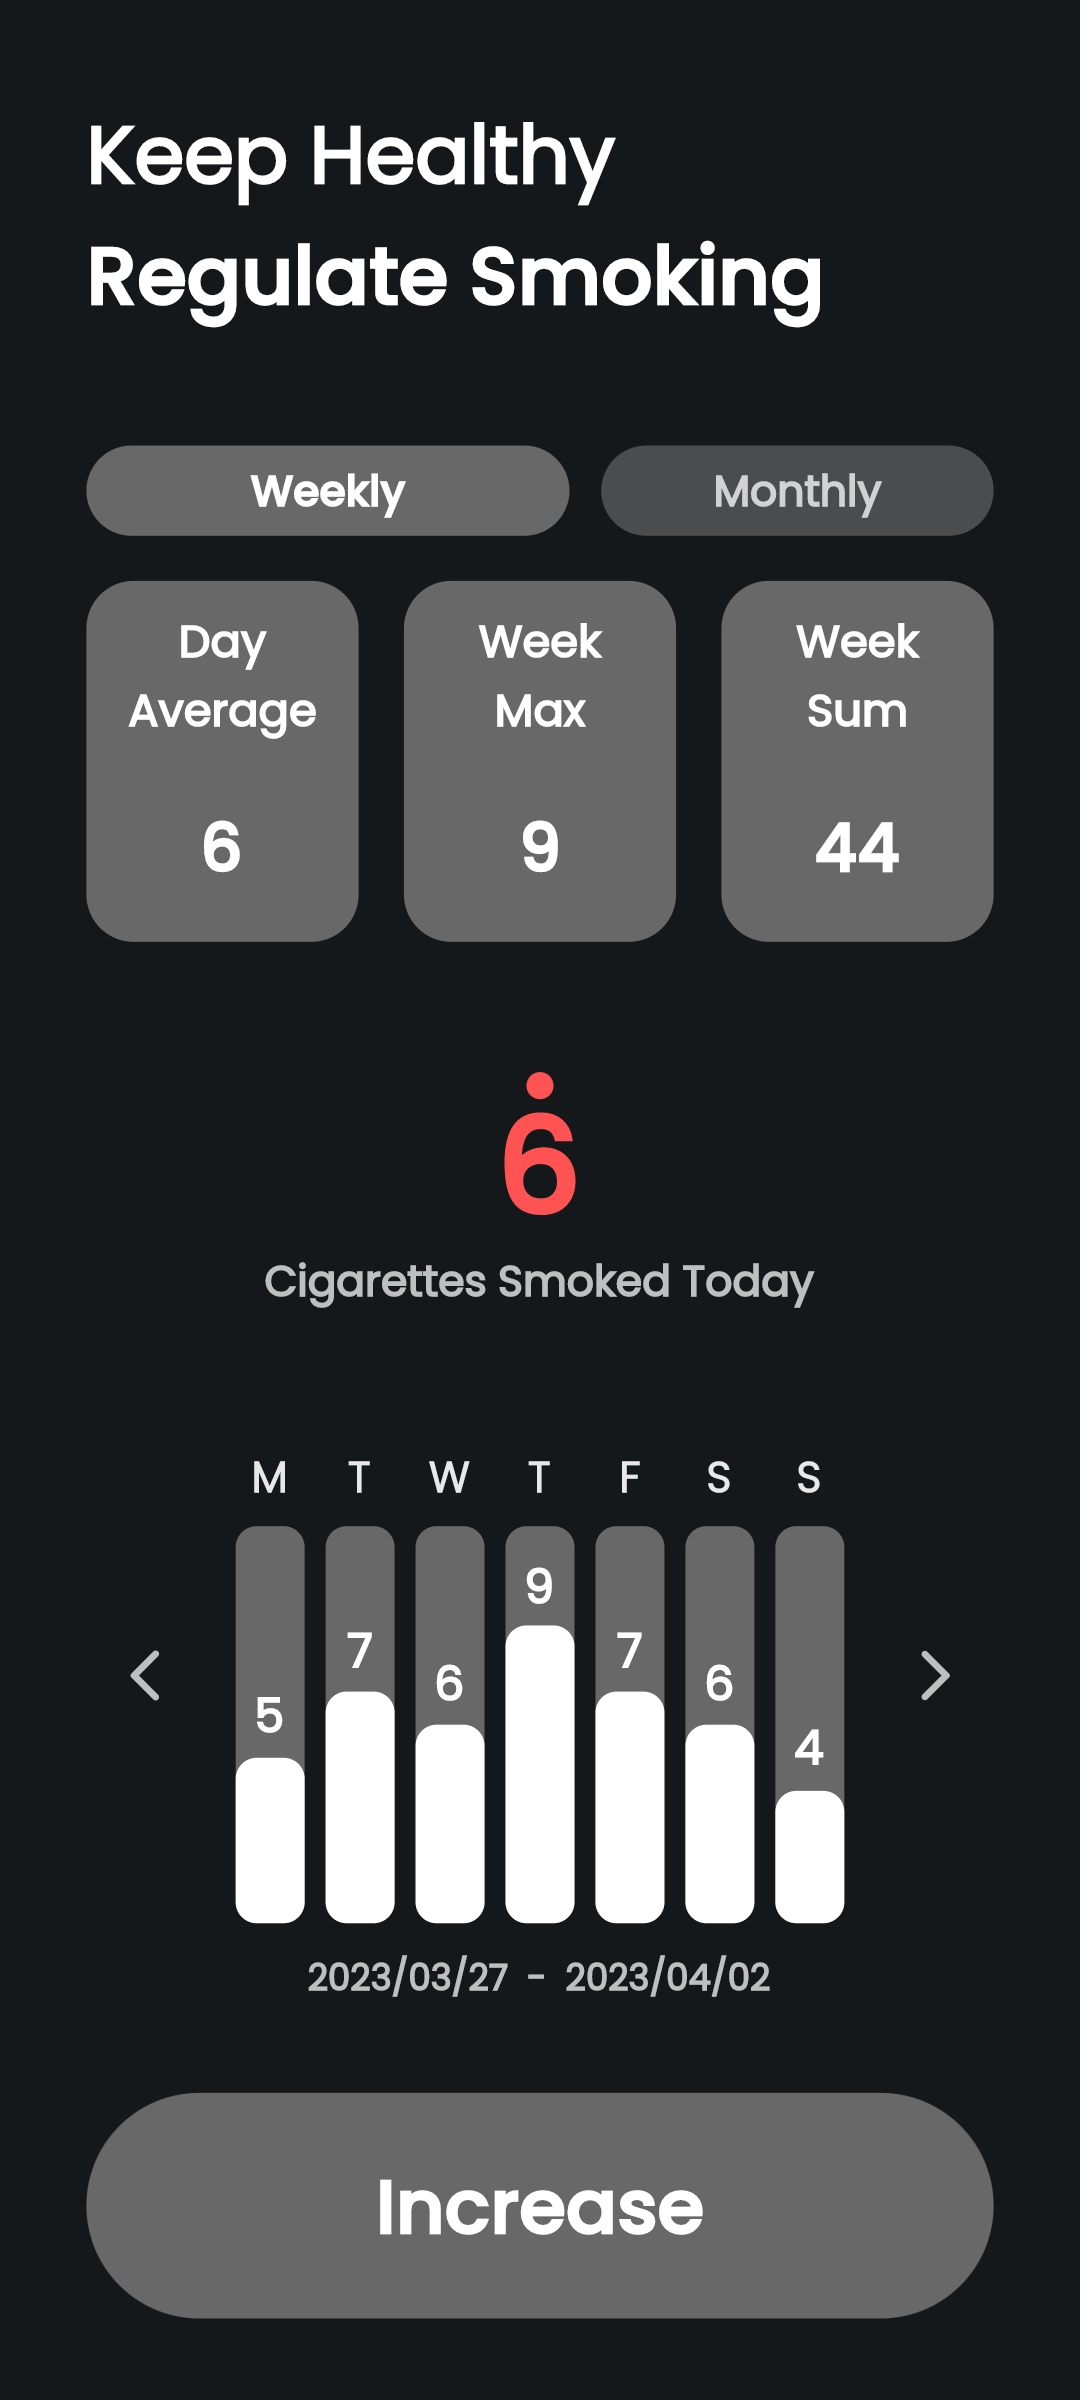 Keep Healthy
Regulate Smoking
Weekly Monthly
Day Average
6
Week Max
9
Week Sum
44
6
Cigarettes Smoked Today
M T W T F S S
5 7 6 9 7 6 4
2023/03/27 - 2023/04/02
Increase